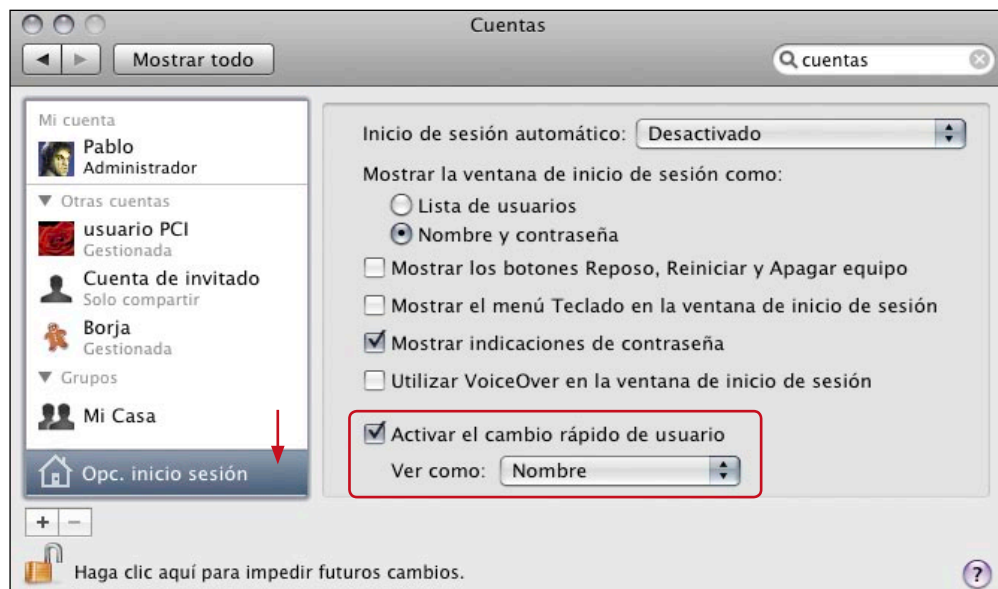 Cuentas
Mostrar todo
cuentas
Mi cuenta
Pablo
Administrador
Otras cuentas
usuario PCI
Gestionada
Cuenta de invitado
Solo compartir
Borja
Gestionada
Grupos
Mi Casa
Opc. inicio sesión
Inicio de sesión automático: Desactivado
Mostrar la ventana de inicio de sesión como:
Lista de usuarios
Nombre y contraseña
Mostrar los botones Reposo, Reiniciar y Apagar equipo
Mostrar el menú Teclado en la ventana de inicio de sesión
Mostrar indicaciones de contraseña
Utilizar VoiceOver en la ventana de inicio de sesión
Activar el cambio rápido de usuario
Ver como: Nombre
+ −
Haga clic aquí para impedir futuros cambios.
?